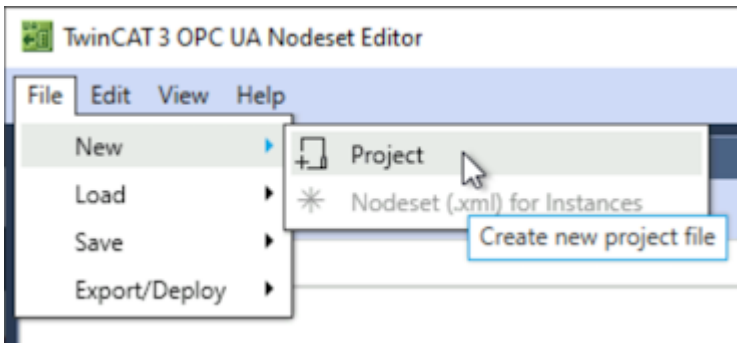 TwinCAT 3 OPC UA Nodeset Editor
File Edit View Help
New
Project
Load
Nodeset (.xml) for Instances
Save
Create new project file
Export/Deploy